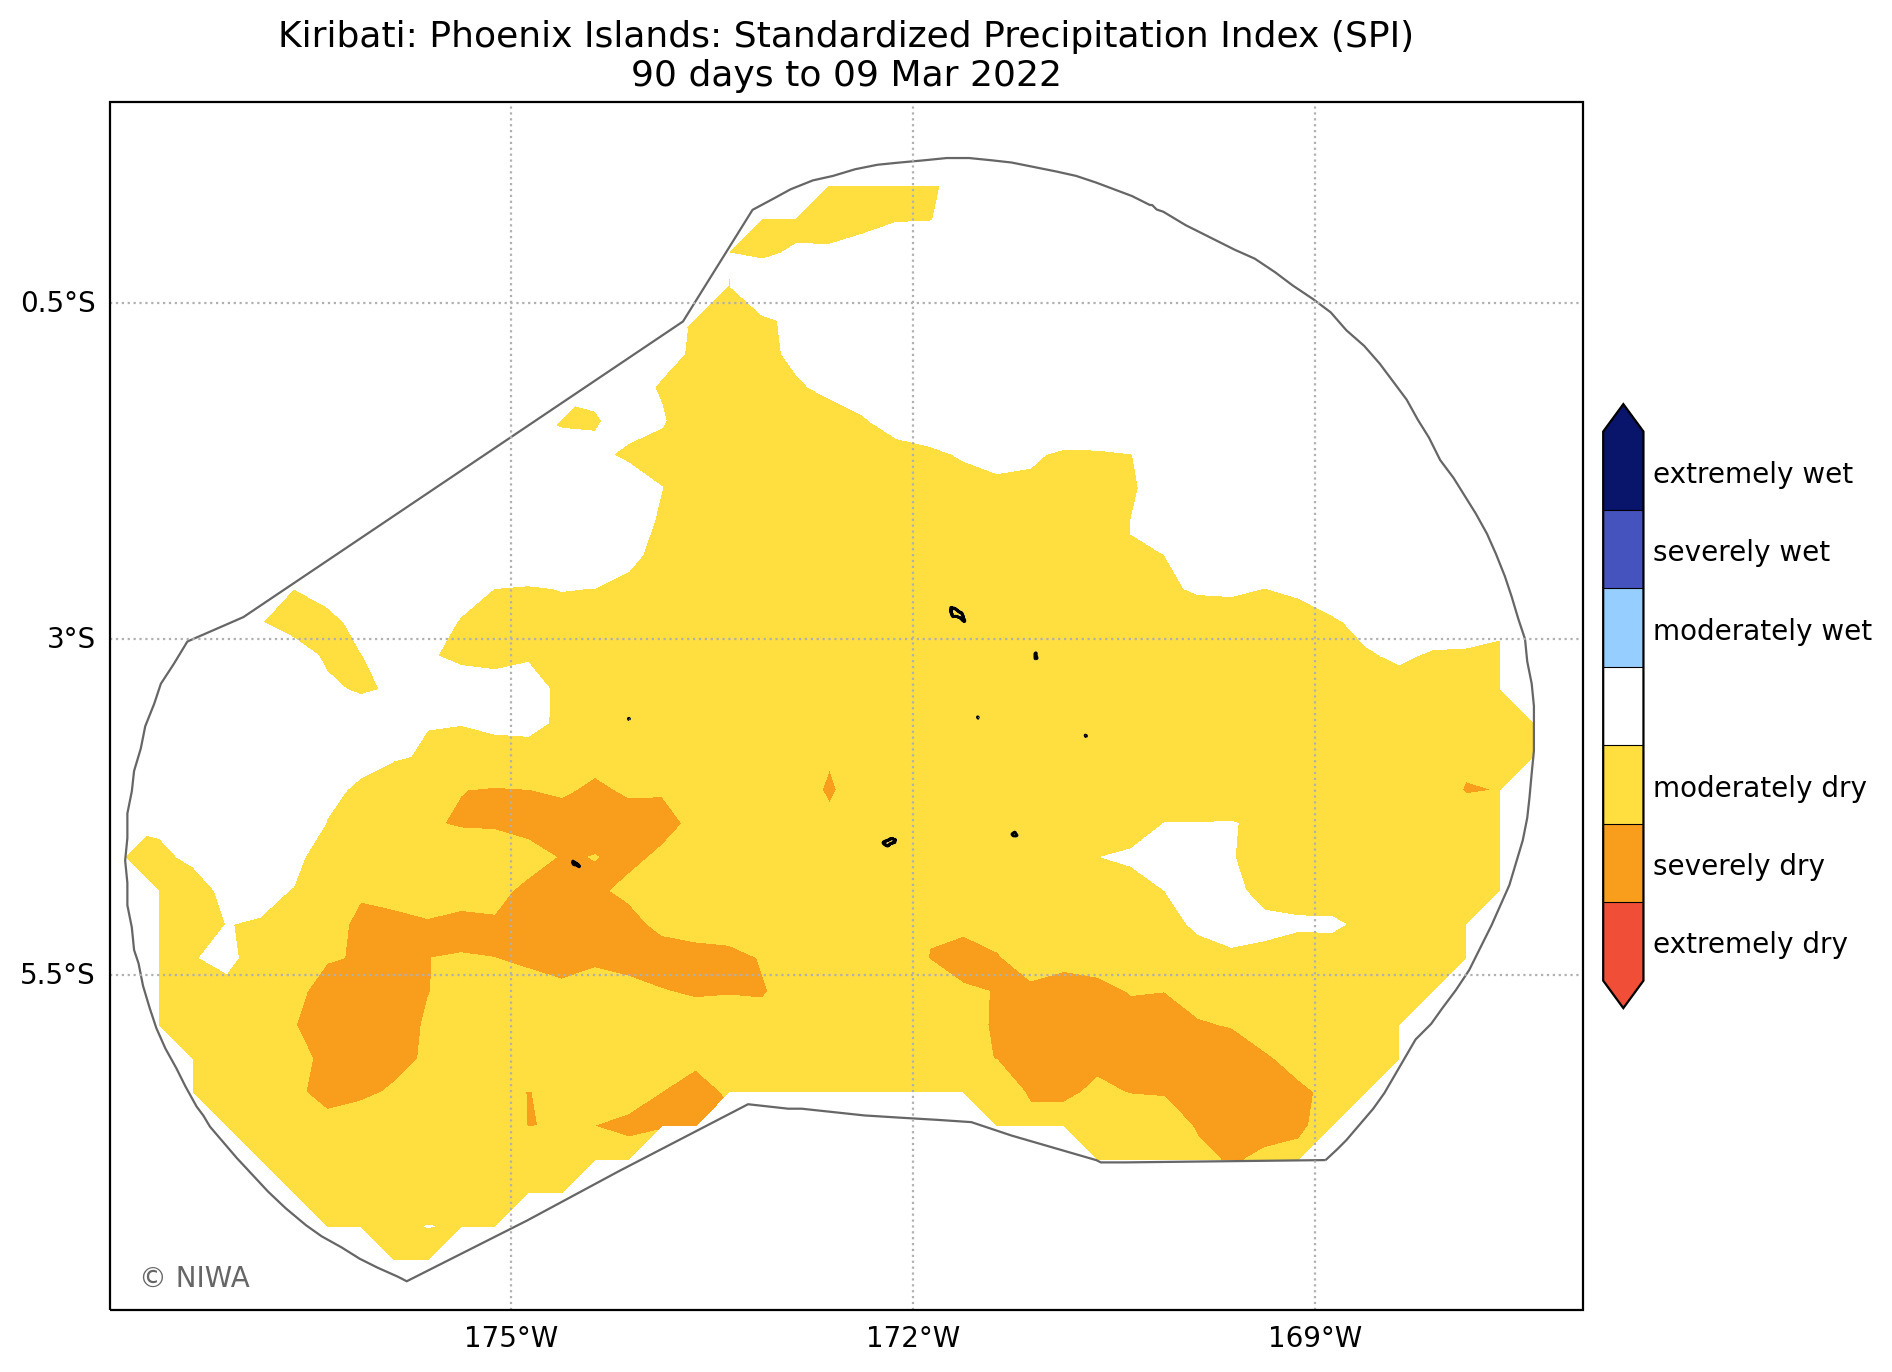 Kiribati: Phoenix Islands: Standardized Precipitation Index (SPI)
90 days to 09 Mar 2022
0.5°S
3°S
5.5°S
175°W
172°W
169°W
extremely wet
severely wet
moderately wet
moderately dry
severely dry
extremely dry
© NIWA